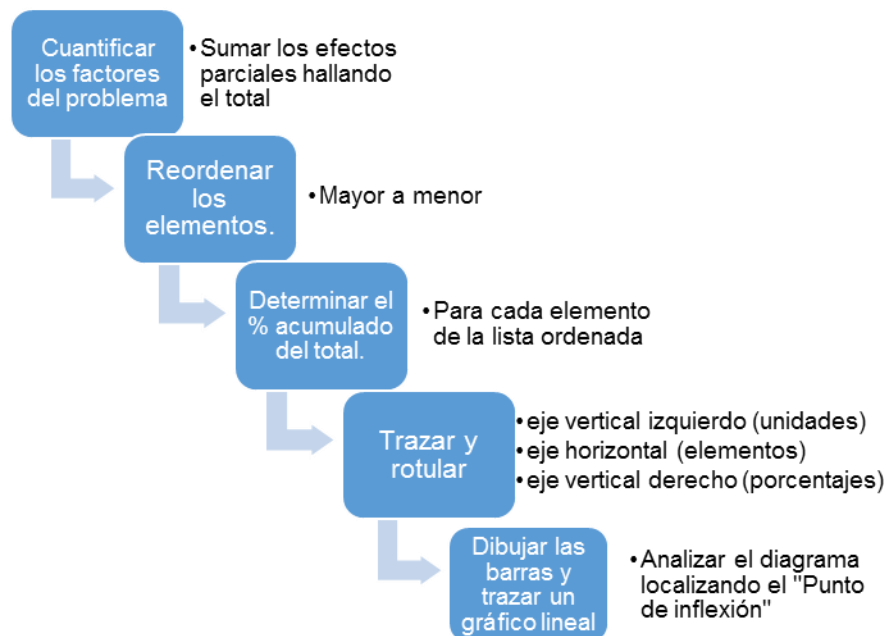 Cuantificar
los factores
del problema
•Sumar los efectos
parciales hallando
el total
Reordenar
los
elementos.
•Mayor a menor
Determinar el
% acumulado
del total.
•Para cada elemento
de la lista ordenada
Trazar y
rotular
•eje vertical izquierdo (unidades)
•eje horizontal (elementos)
•eje vertical derecho (porcentajes)
Dibujar las
barras y
trazar un
gráfico lineal
•Analizar el diagrama
localizando el "Punto
de inflexión"